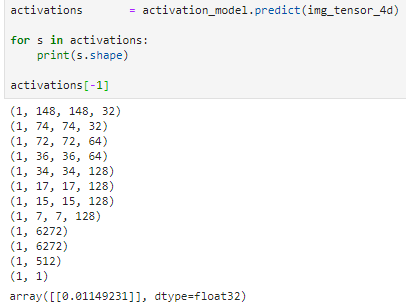 activations       = activation_model.predict(img_tensor_4d)
for s in activations:
    print(s.shape)
activations[-1]
(1, 148, 148, 32)
(1, 74, 74, 32)
(1, 72, 72, 64)
(1, 36, 36, 64)
(1, 34, 34, 128)
(1, 17, 17, 128)
(1, 15, 15, 128)
(1, 7, 7, 128)
(1, 6272)
(1, 6272)
(1, 512)
(1, 1)
array([[0.01149231]], dtype=float32)